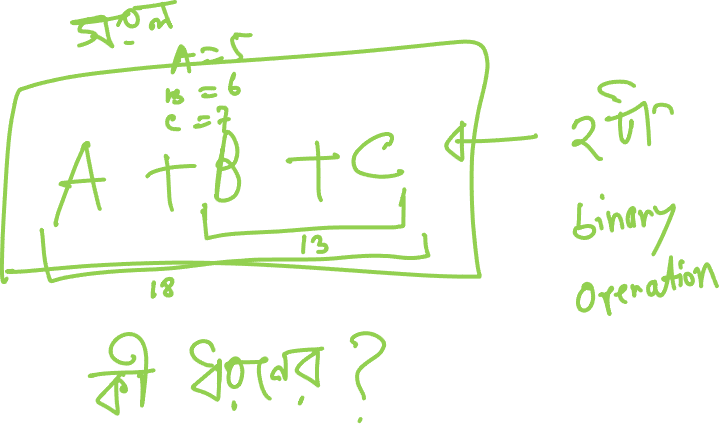 সরল
A = 5
B = 6
C = 7
A + B + C
13
18
২টা
binary
operation
কী ধরনের ?